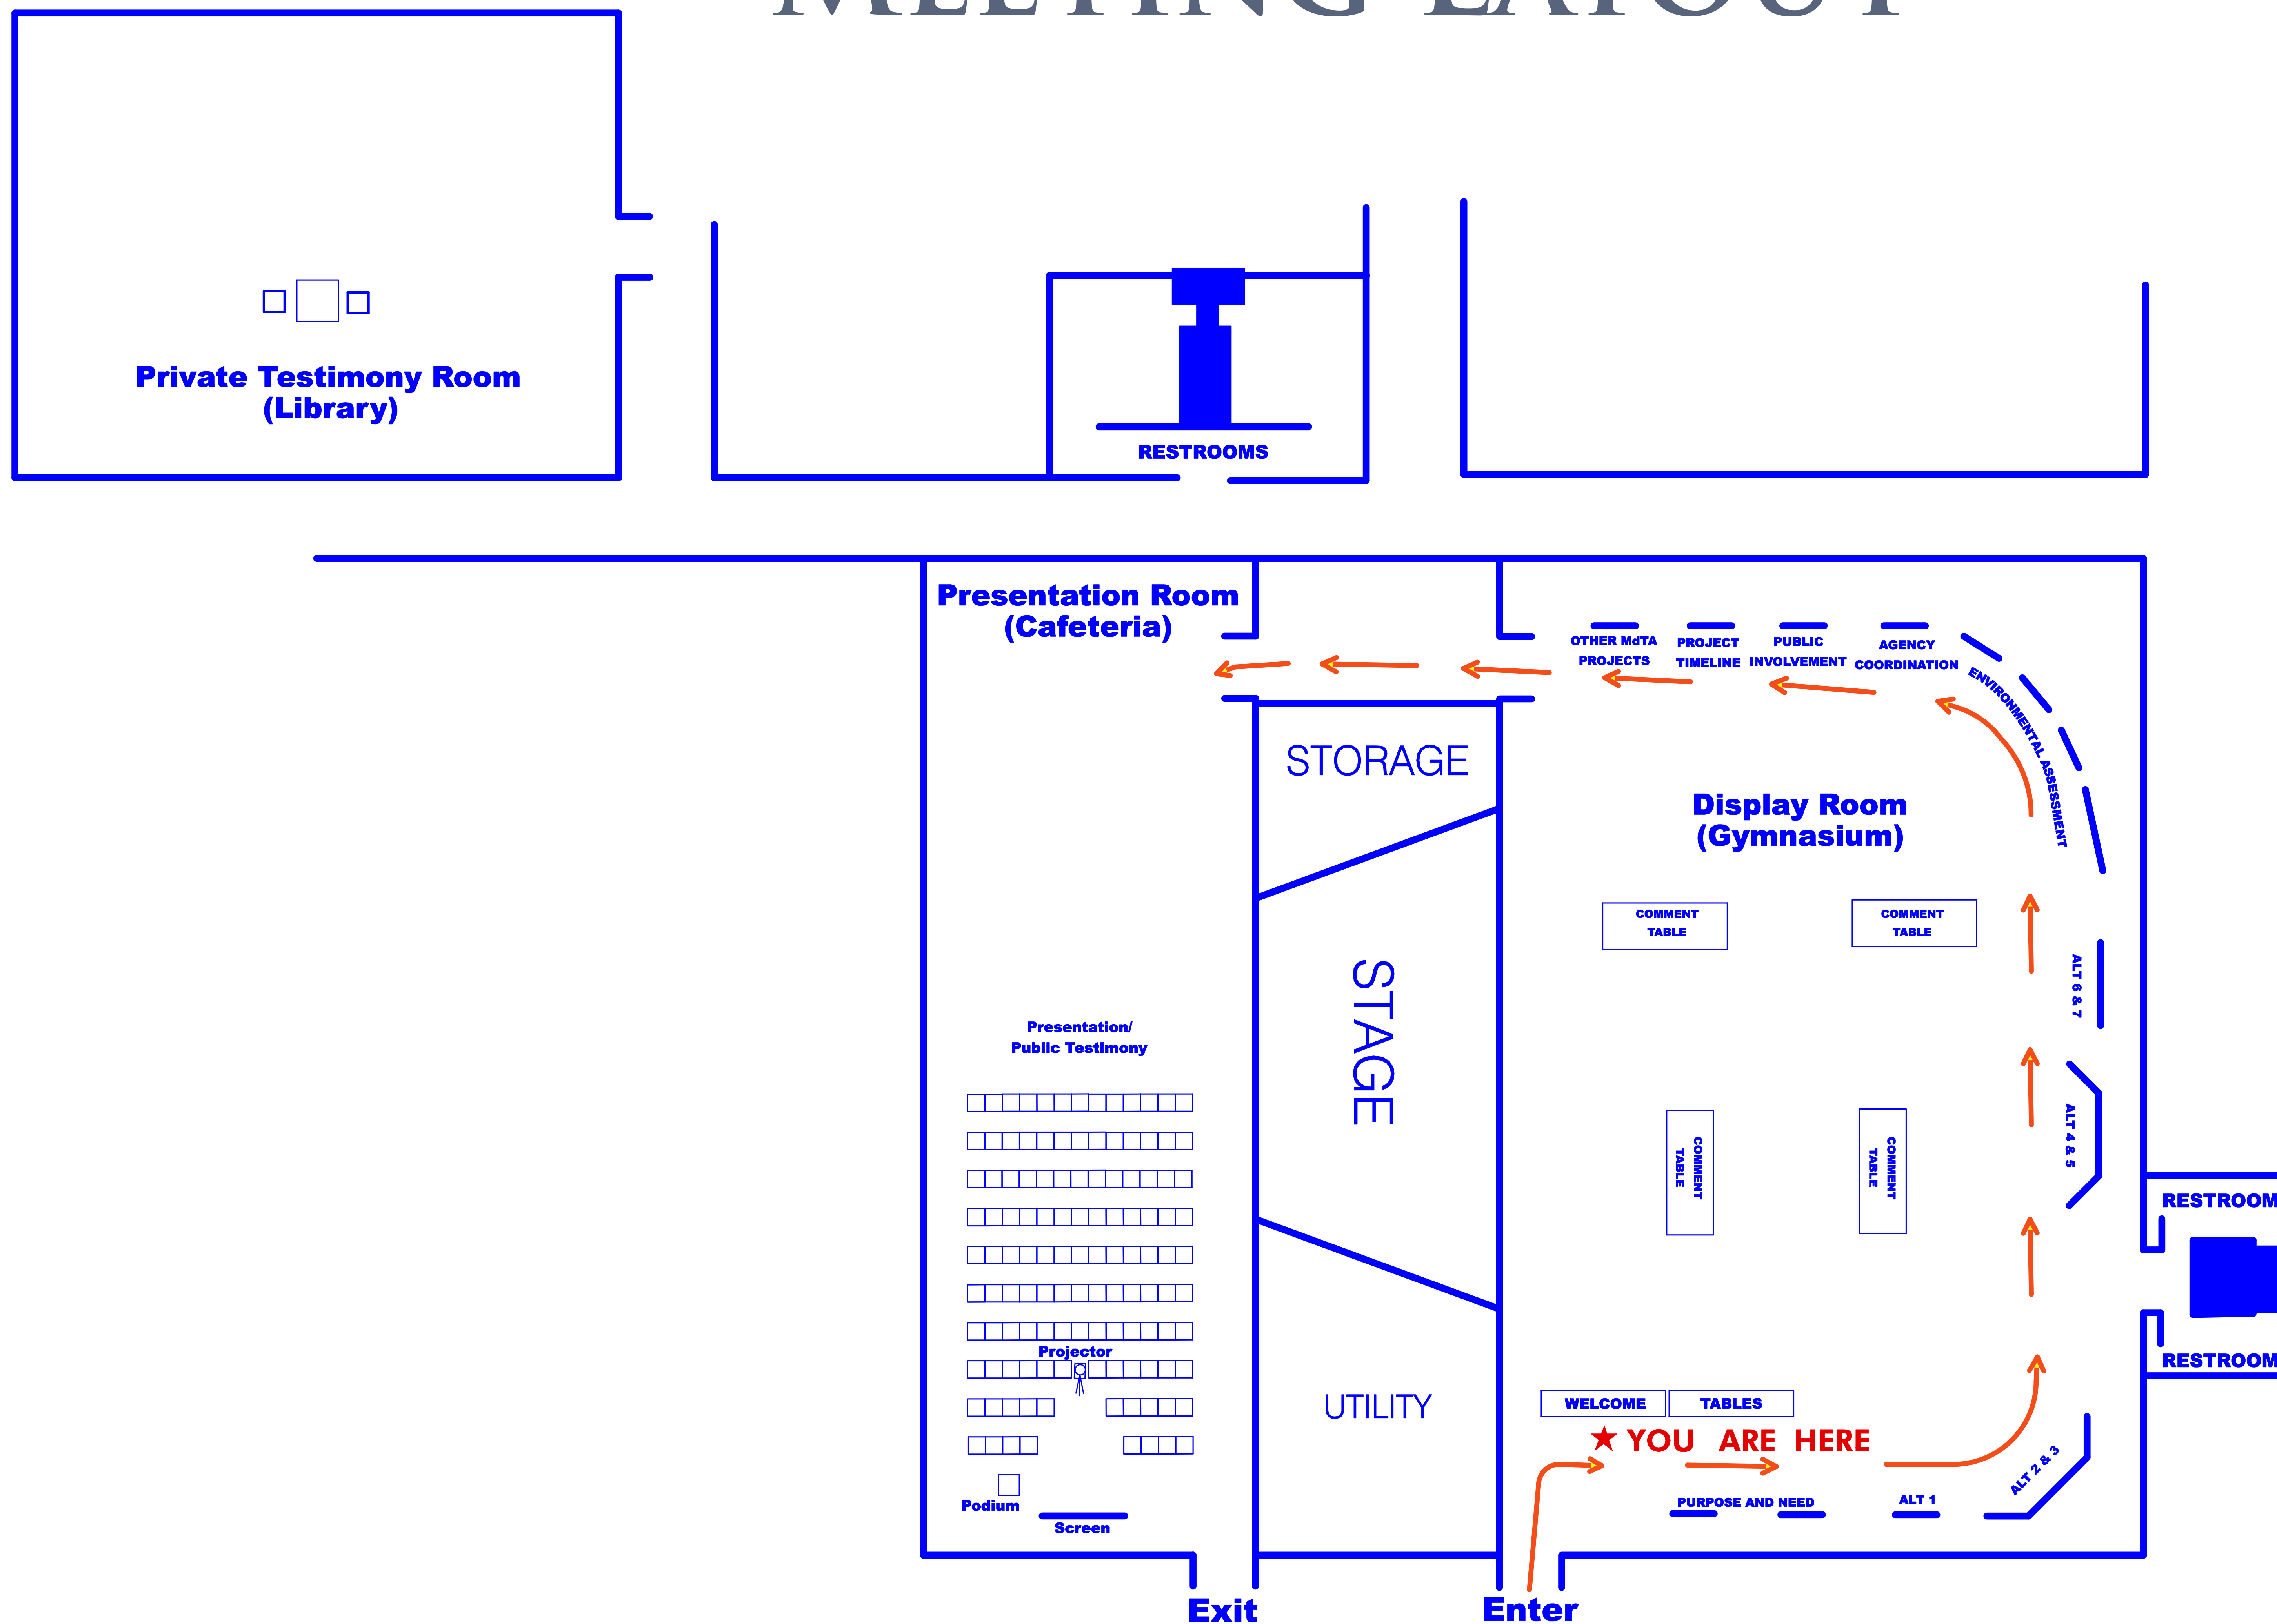 MEETING LAYOUT
Private Testimony Room
(Library)
RESTROOMS
Presentation Room
(Cafeteria)
OTHER MdTA
PROJECTS
PROJECT
TIMELINE
PUBLIC
INVOLVEMENT
AGENCY
COORDINATION
ENVIRONMENTAL ASSESSMENT
STORAGE
Display Room
(Gymnasium)
COMMENT
TABLE
COMMENT
TABLE
ALT 6 & 7
STAGE
Presentation/
Public Testimony
COMMENT
TABLE
COMMENT
TABLE
ALT 4 & 5
RESTROOM
Projector
RESTROOM
UTILITY
WELCOME
TABLES
★ YOU ARE HERE
ALT 2 & 3
Podium
Screen
PURPOSE AND NEED
ALT 1
Exit
Enter